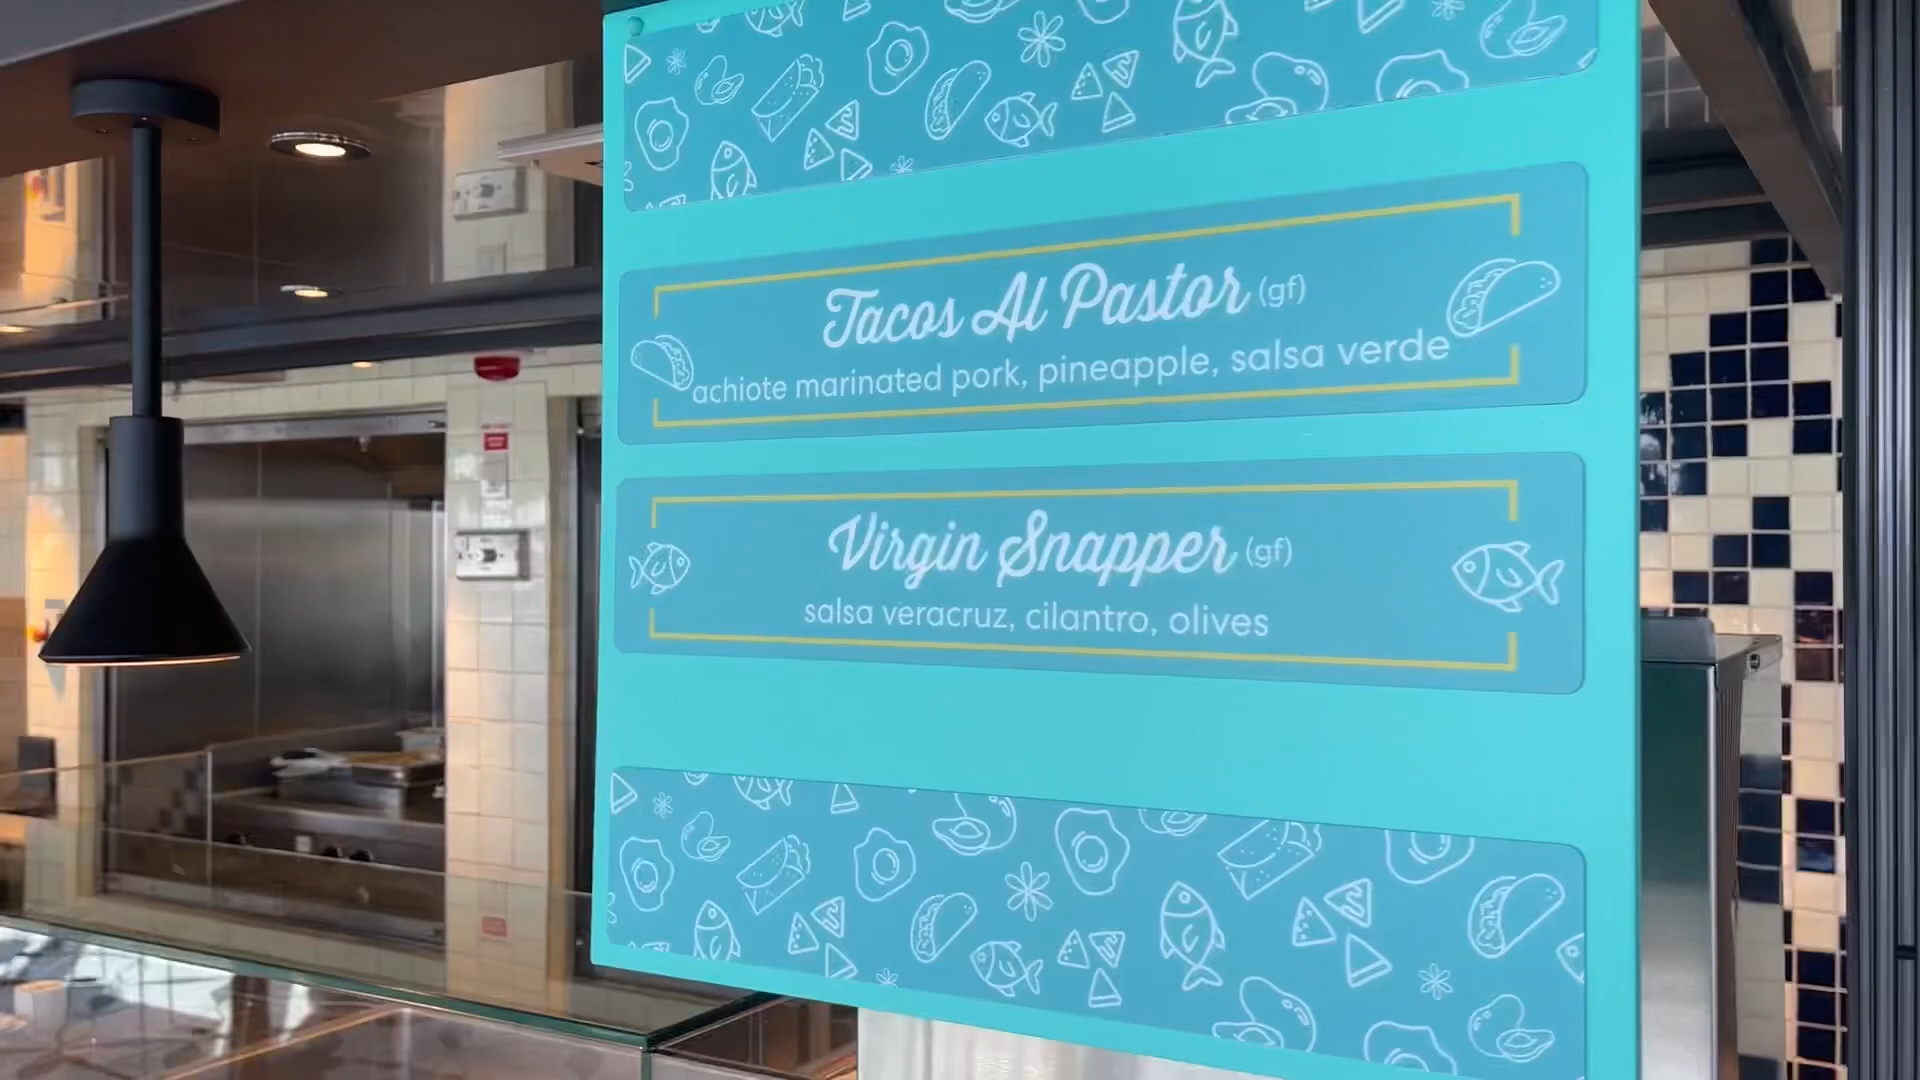 Tacos Al Pastor (gf)
achiote marinated pork, pineapple, salsa verde
Virgin Snapper (gf)
salsa veracruz, cilantro, olives